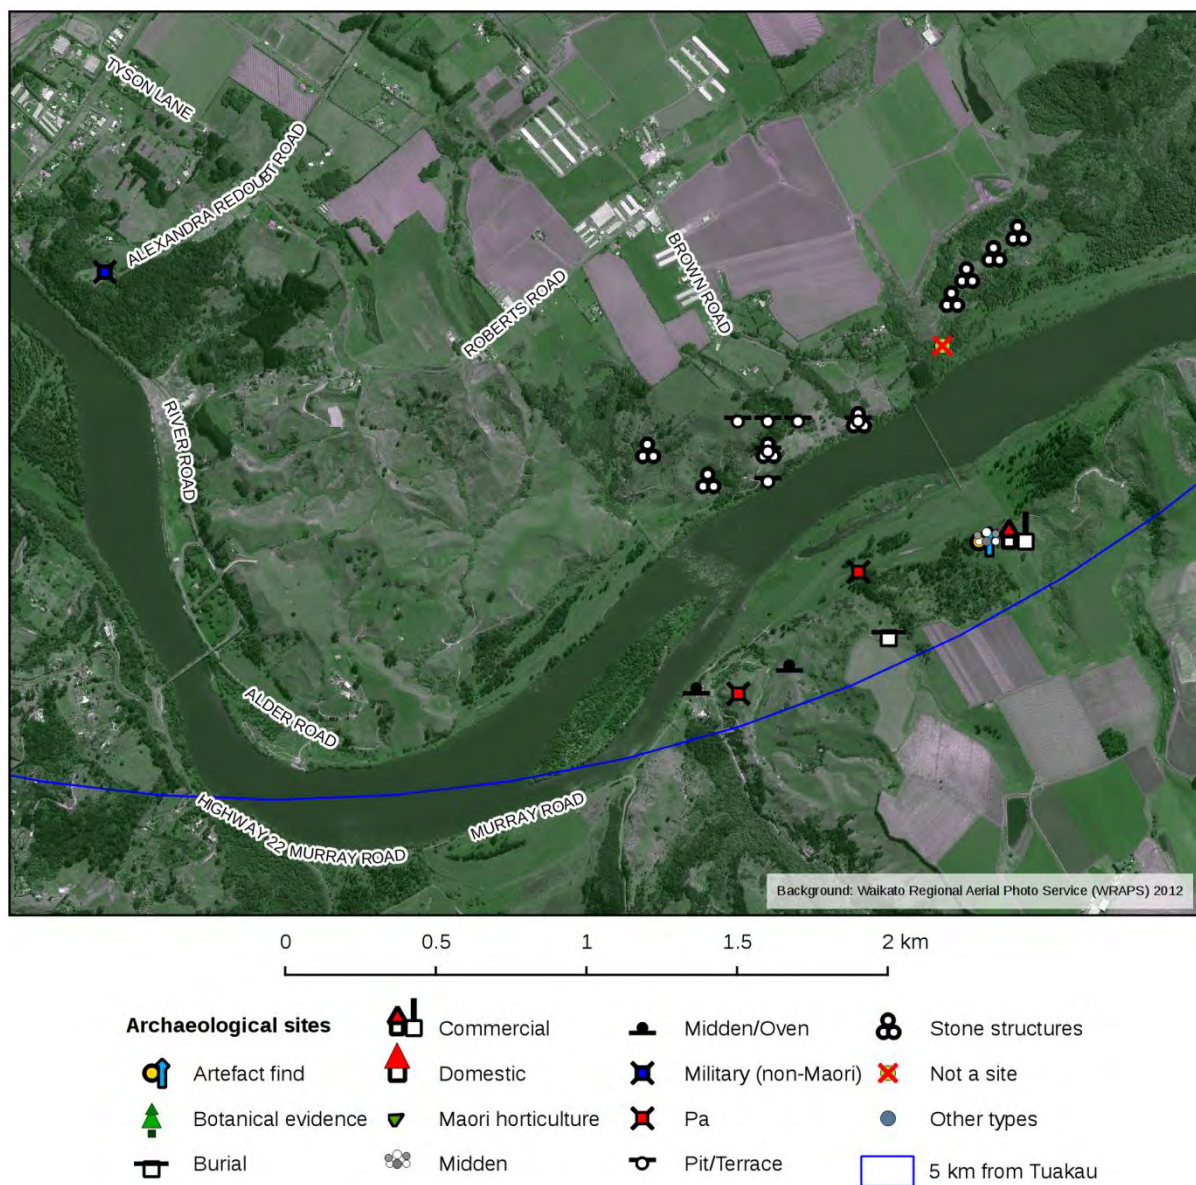 TYSON LANE
ALEXANDRA REDOUBT ROAD
BROWN ROAD
ROBERTS ROAD
RIVER ROAD
ALDER ROAD
HIGHWAY 22 MURRAY ROAD
MURRAY ROAD
Background: Waikato Regional Aerial Photo Service (WRAPS) 2012
0 0.5 1 1.5 2 km
Archaeological sites
Artefact find
Botanical evidence
Burial
Commercial
Domestic
Maori horticulture
Midden
Midden/Oven
Military (non-Maori)
Pa
Pit/Terrace
Stone structures
Not a site
Other types
5 km from Tuakau